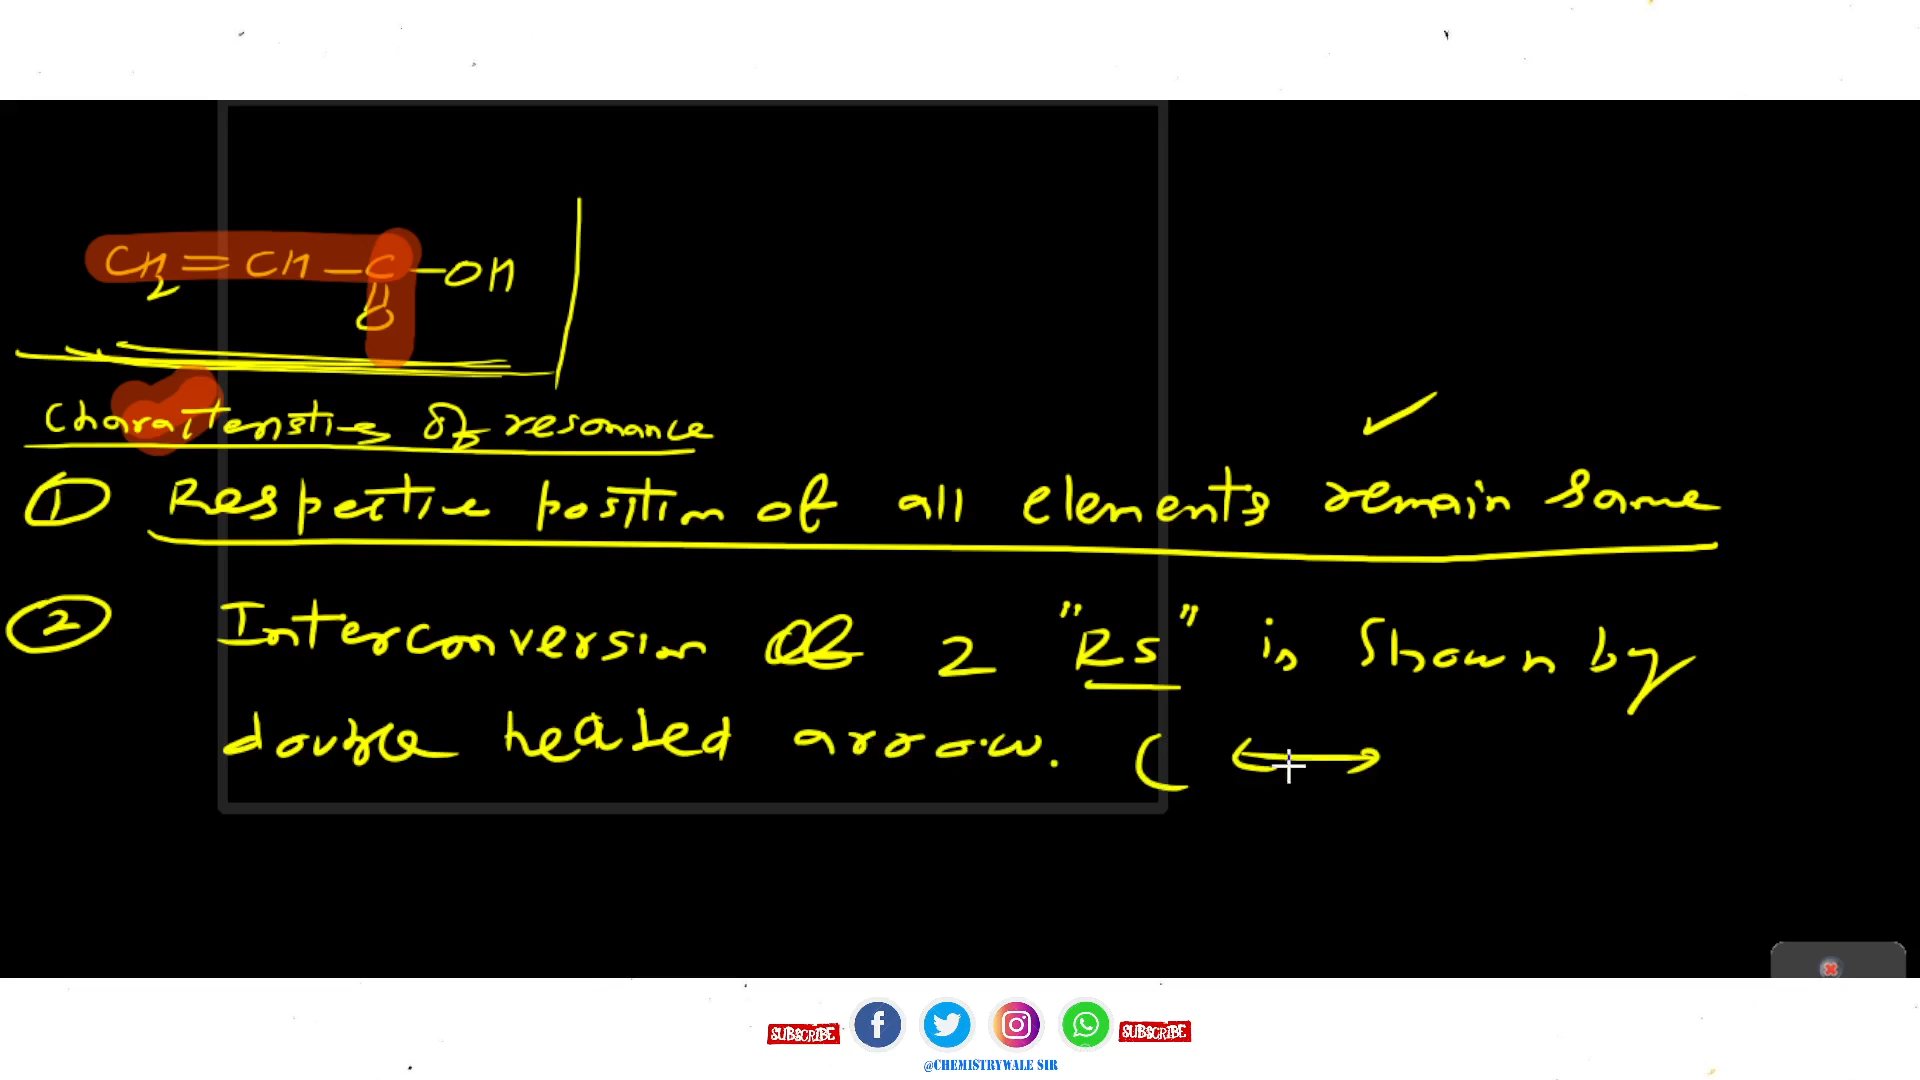 CH2=CH-C-OH
O
Characteristics of resonance
1 Respective position of all elements remain same
2 Interconversion of 2 "RS" is shown by
double headed arrow. ( ↔
SUBSCRIBE SUBSCRIBE
@CHEMISTRYWALE SIR